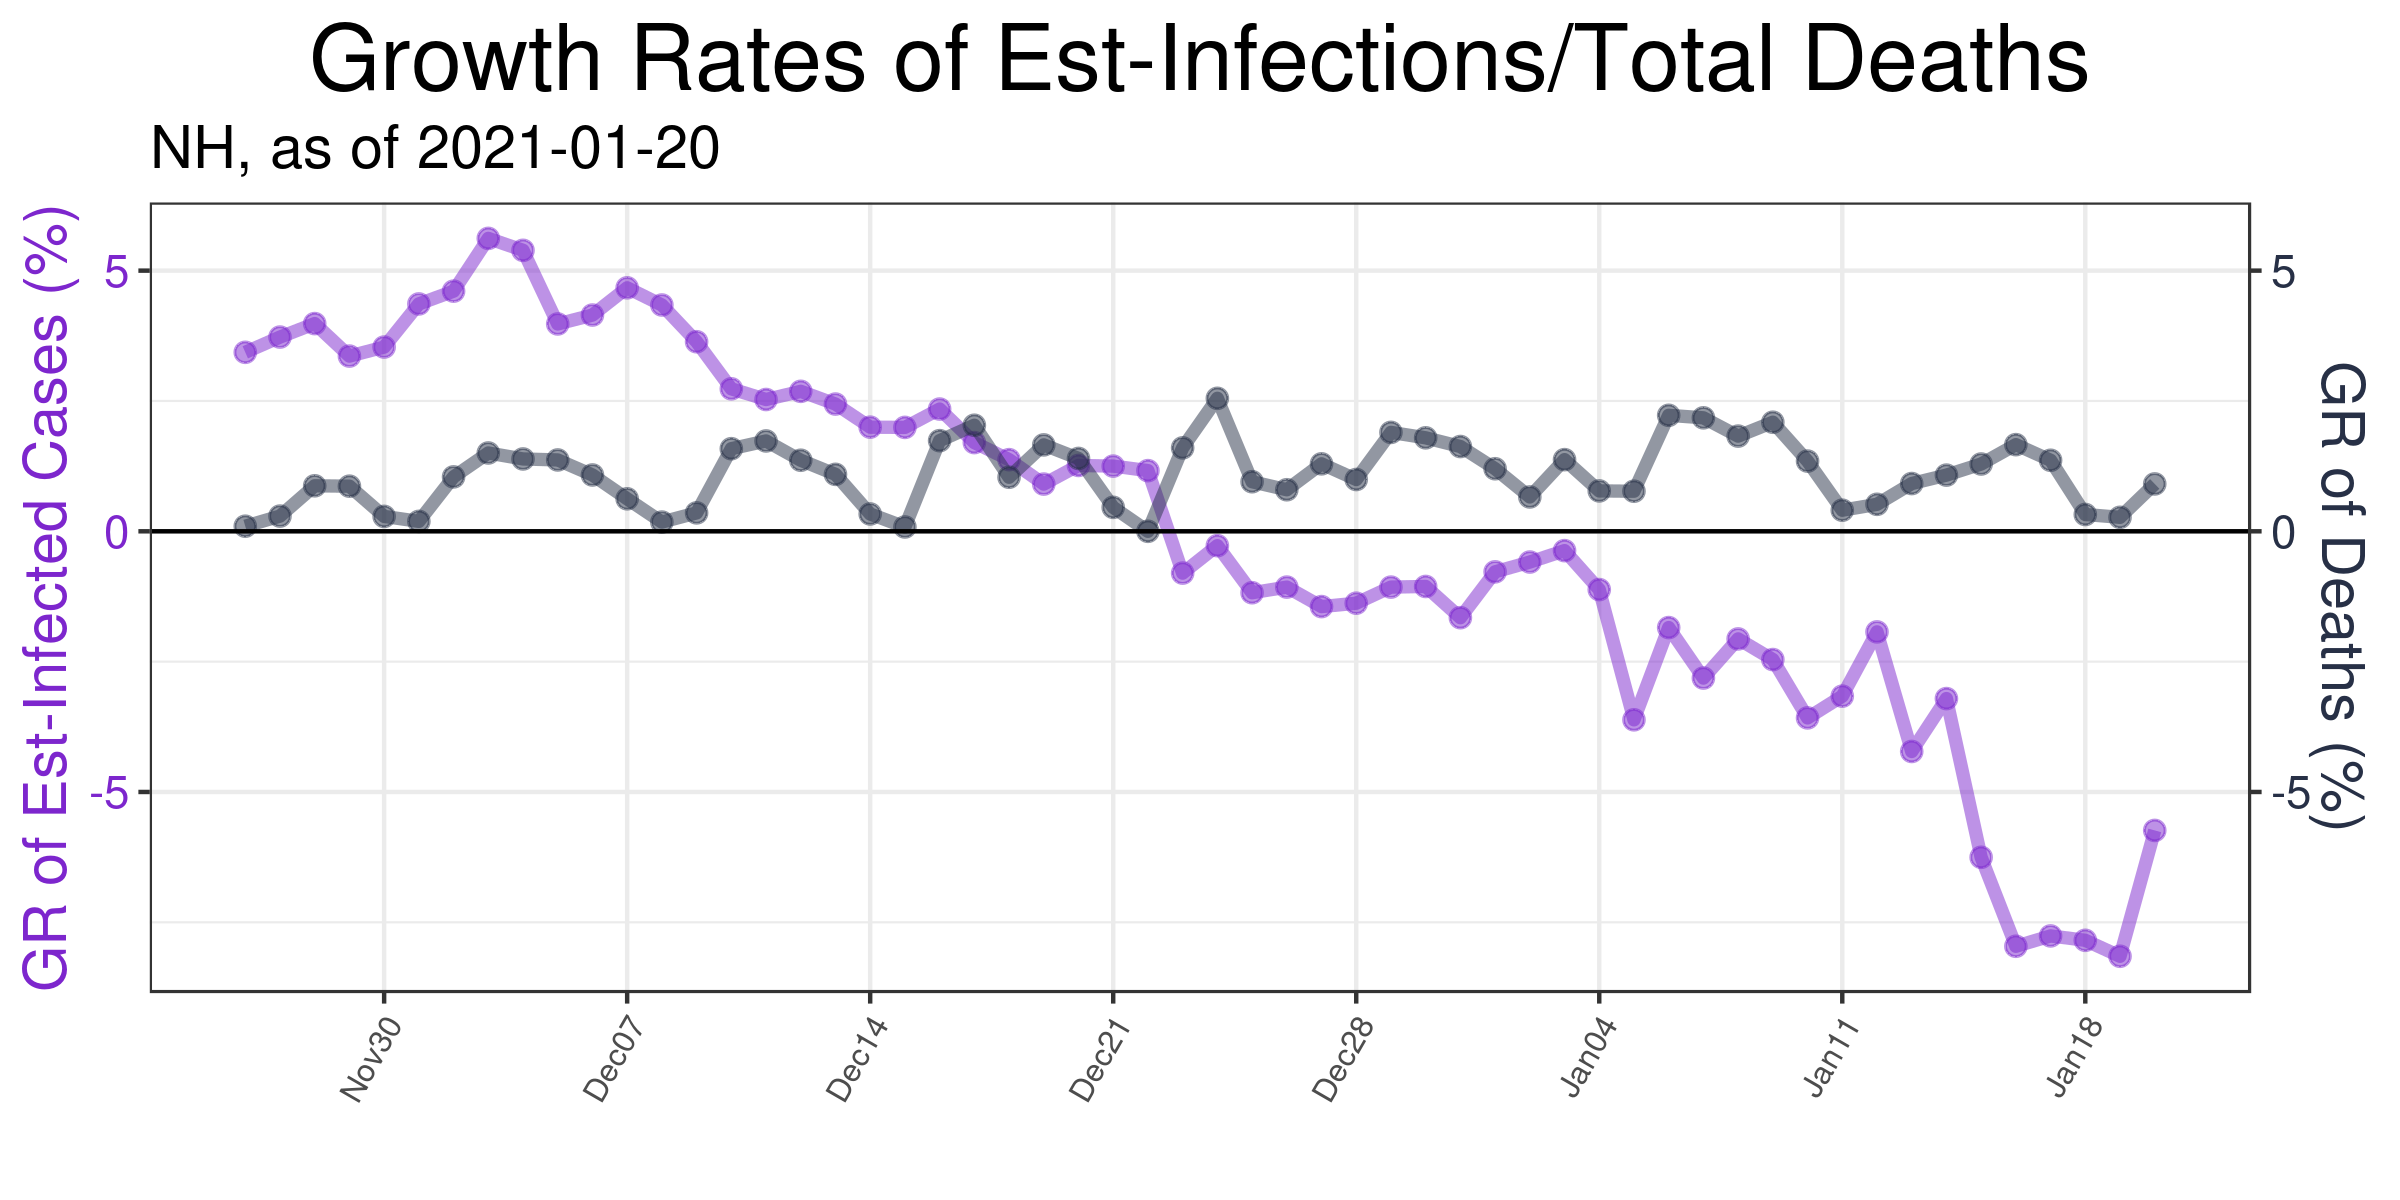 Growth Rates of Est-Infections/Total Deaths
NH, as of 2021-01-20
GR of Est-Infected Cases (%)
5
0
-5
5
0
-5
GR of Deaths (%)
Nov30
Dec07
Dec14
Dec21
Dec28
Jan04
Jan11
Jan18